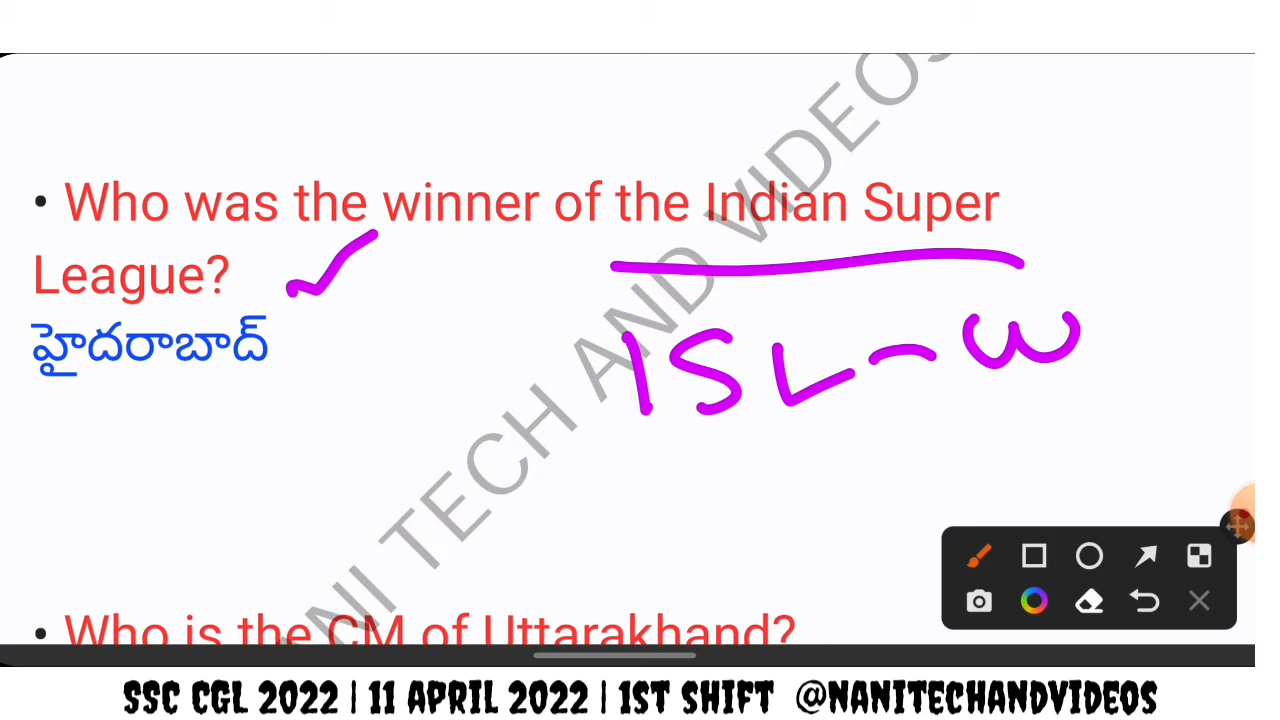 • Who was the winner of the Indian Super
League?
హైదరాబాద్
ISL-W
NANI TECH AND VIDEOS
• Who is the CM of Uttarakhand?
SSC CGL 2022 | 11 APRIL 2022 | 1ST SHIFT @NANITECHANDVIDEOS